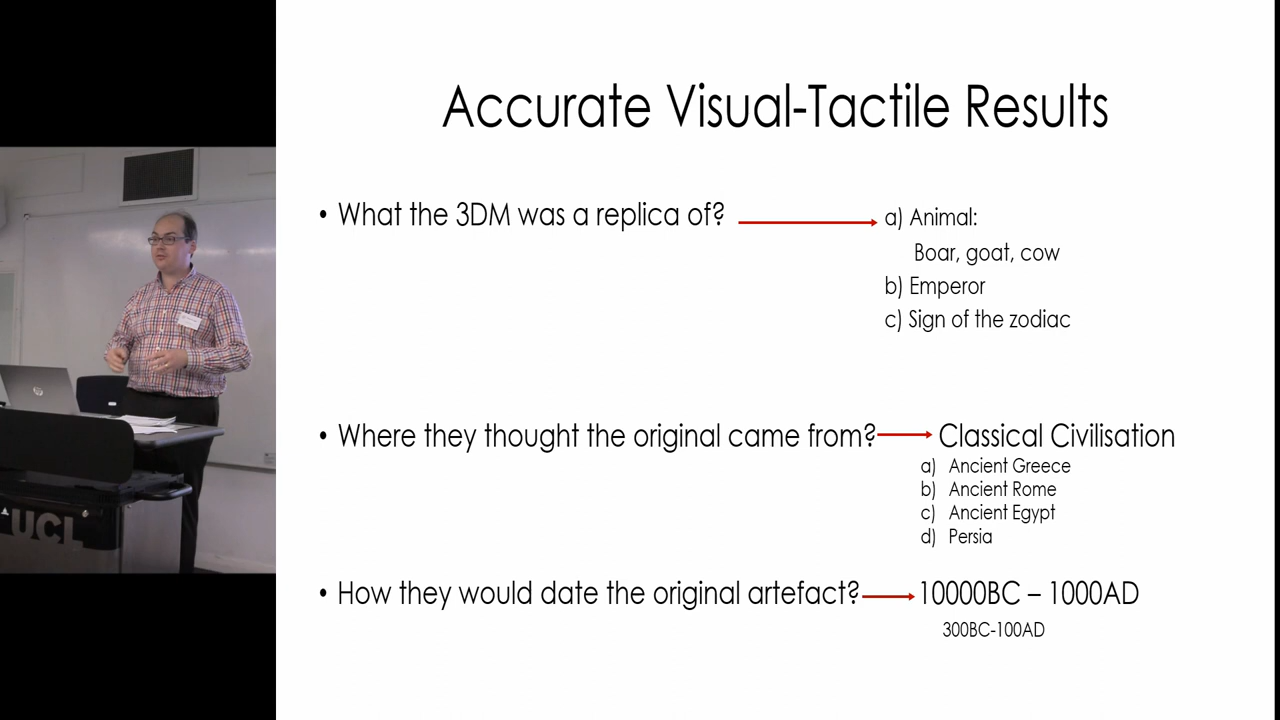 Accurate Visual-Tactile Results
• What the 3DM was a replica of?
a) Animal:
Boar, goat, cow
b) Emperor
c) Sign of the zodiac
• Where they thought the original came from?
Classical Civilisation
a) Ancient Greece
b) Ancient Rome
c) Ancient Egypt
d) Persia
• How they would date the original artefact?
10000BC – 1000AD
300BC-100AD
UCL